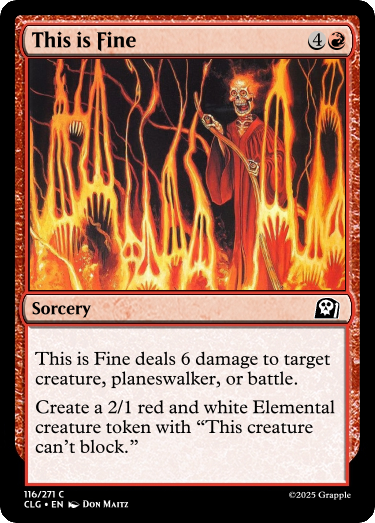 This is Fine
4
Sorcery
This is Fine deals 6 damage to target
creature, planeswalker, or battle.
Create a 2/1 red and white Elemental
creature token with “This creature
can’t block.”
116/271 C
CLG • EN Don Maitz
©2025 Grapple